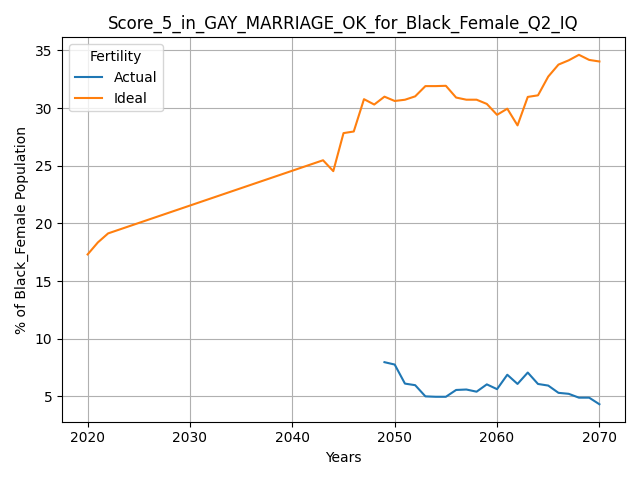 Score_5_in_GAY_MARRIAGE_OK_for_Black_Female_Q2_IQ
Fertility
Actual
Ideal
% of Black_Female Population
35
30
25
20
15
10
5
2020 2030 2040 2050 2060 2070
Years